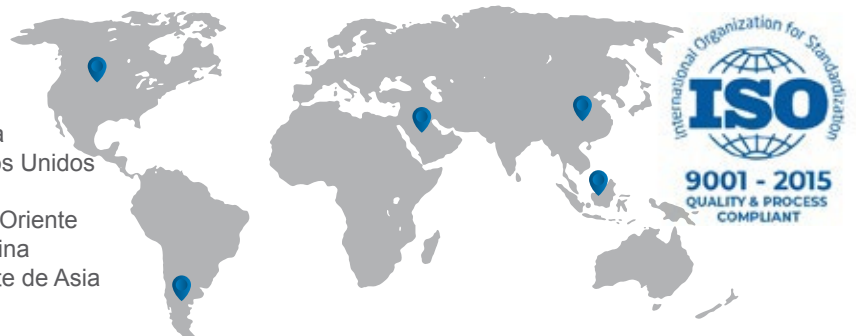 a
os Unidos
Oriente
ina
te de Asia
International Organization for Standardization
ISO
9001 - 2015
QUALITY & PROCESS
COMPLIANT